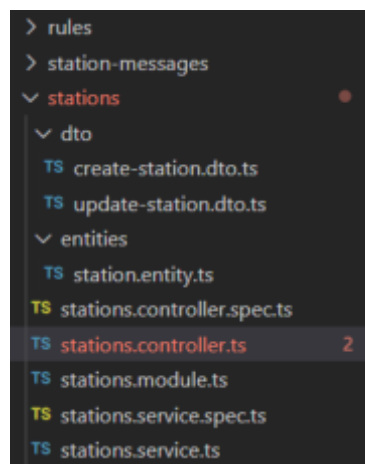 rules
station-messages
stations
dto
TS create-station.dto.ts
TS update-station.dto.ts
entities
TS station.entity.ts
TS stations.controller.spec.ts
TS stations.controller.ts 2
TS stations.module.ts
TS stations.service.spec.ts
TS stations.service.ts